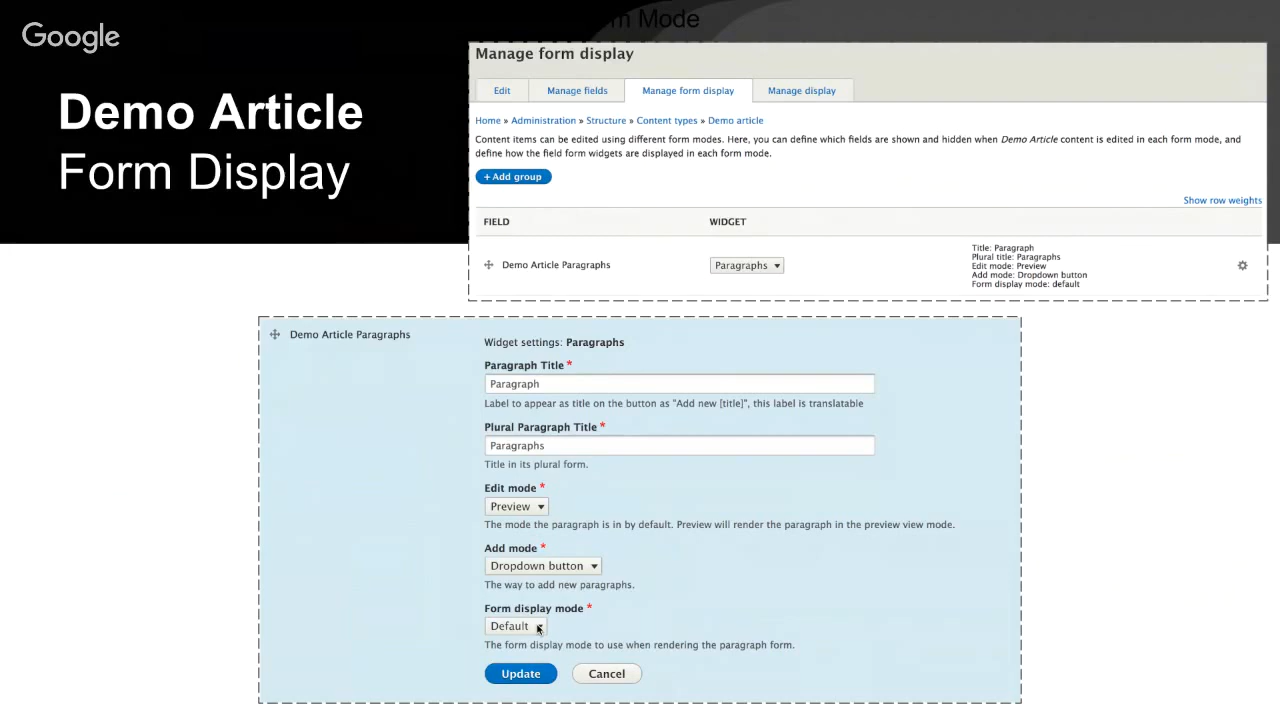 Google
m Mode
Demo Article
Form Display
Manage form display
Edit
Manage fields
Manage form display
Manage display
Home » Administration » Structure » Content types » Demo article
Content items can be edited using different form modes. Here, you can define which fields are shown and hidden when Demo Article content is edited in each form mode, and
define how the field form widgets are displayed in each form mode.
+ Add group
Show row weights
FIELD
WIDGET
Demo Article Paragraphs
Paragraphs
Title: Paragraph
Plural title: Paragraphs
Edit mode: Preview
Add mode: Dropdown button
Form display mode: default
Demo Article Paragraphs
Widget settings: Paragraphs
Paragraph Title *
Paragraph
Label to appear as title on the button as "Add new [title]", this label is translatable
Plural Paragraph Title *
Paragraphs
Title in its plural form.
Edit mode *
Preview
The mode the paragraph is in by default. Preview will render the paragraph in the preview view mode.
Add mode *
Dropdown button
The way to add new paragraphs.
Form display mode *
Default
The form display mode to use when rendering the paragraph form.
Update
Cancel